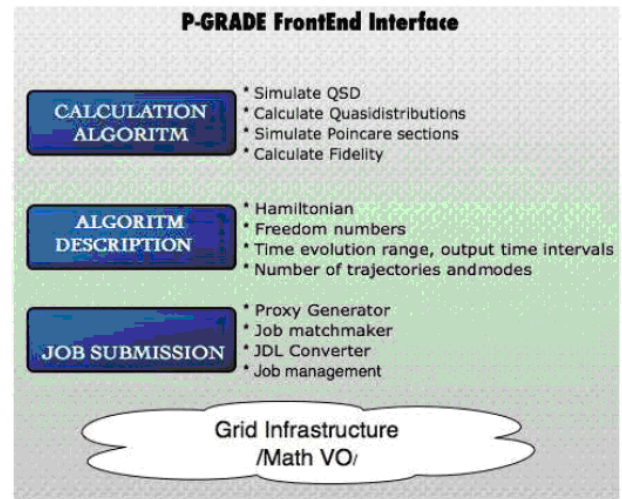 P-GRADE FrontEnd Interface
CALCULATION
ALGORITM
* Simulate QSD
* Calculate Quasidistributions
* Simulate Poincare sections
* Calculate Fidelity
ALGORITM
DESCRIPTION
* Hamiltonian
* Freedom numbers
* Time evolution range, output time intervals
* Number of trajectories andmodes
JOB SUBMISSION
* Proxy Generator
* Job matchmaker
* JDL Converter
* Job management
Grid Infrastructure
/Math VO/